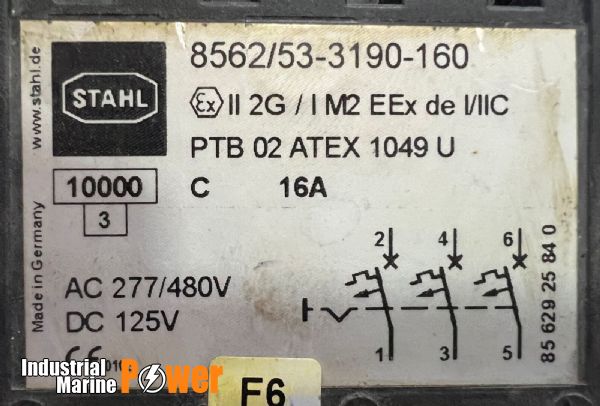 www.stahl.de
STAHL
8562/53-3190-160
Ex II 2G / I M2 EEx de I/IIC
PTB 02 ATEX 1049 U
10000
3
C 16A
Made in Germany
AC 277/480V
DC 125V
CE
2 4 6
1 3 5
85 629 25 84 0
Industrial
Marine Power
F6